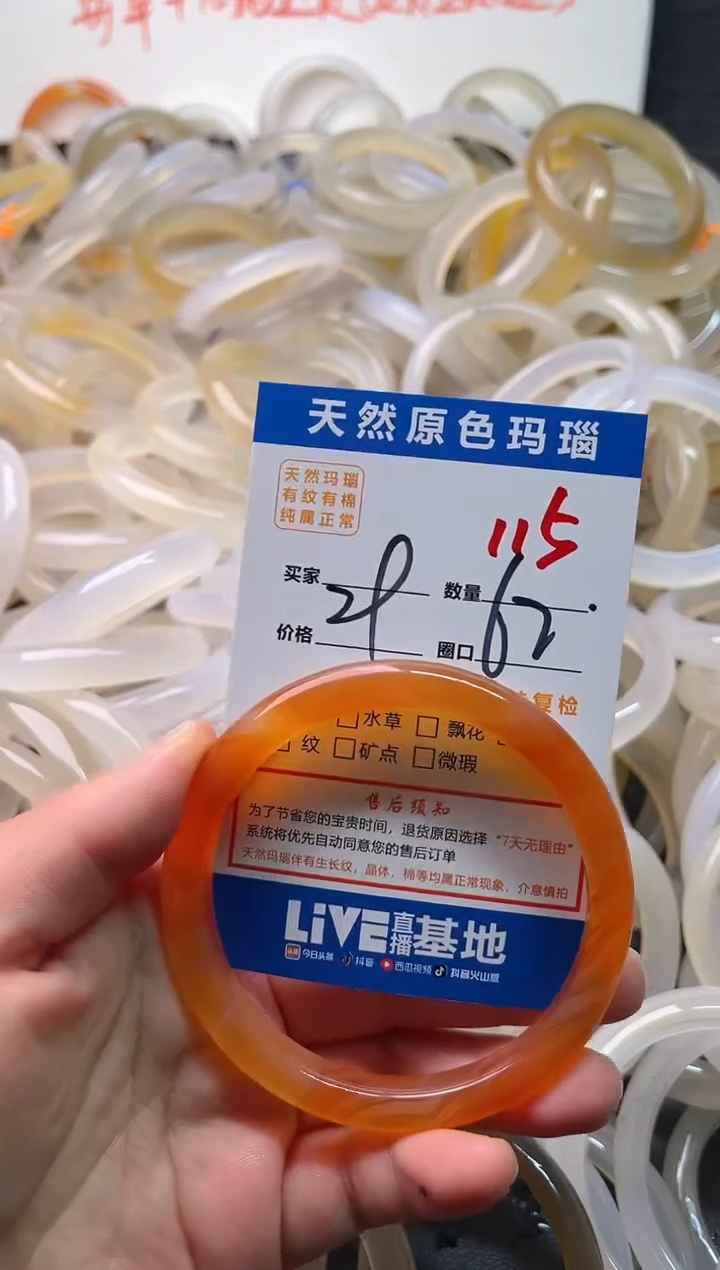 天然原色玛瑙
天然玛瑙
有纹有棉
纯属正常
115
买家 数量
价格 圈口
62.
复检
水草 飘花
纹 矿点 微瑕
售后须知
为了节省您的宝贵时间，退货原因选择“7天无理由”
系统将优先自动同意您的售后订单
天然玛瑙伴有生长纹，晶体，棉等均属正常现象，介意慎拍
LiVE直播基地
头条 今日头条 抖音 西瓜视频 抖音火山版